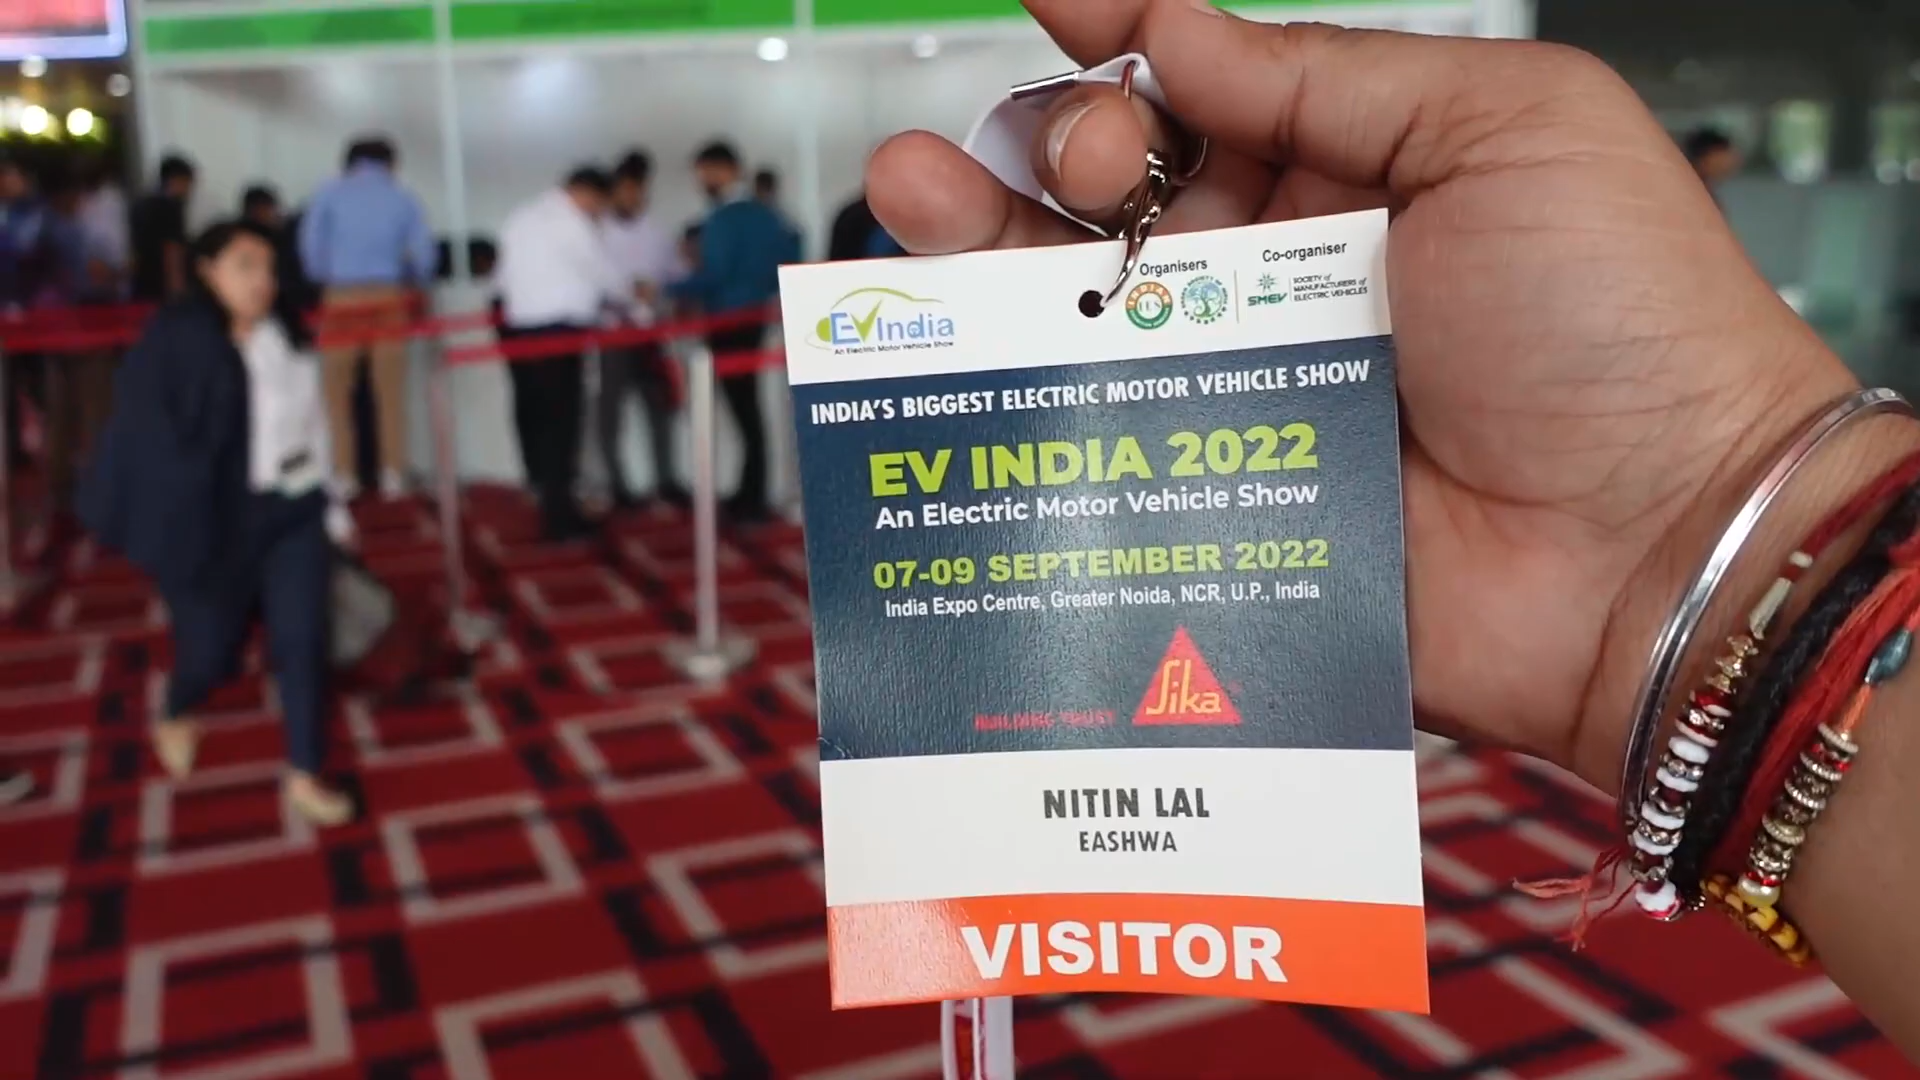 EVIndia
An Electric Motor Vehicle Show
Organisers
Co-organiser
INDIAN
SMEV
SOCIETY of
MANUFACTURERS of
ELECTRIC VEHICLES
INDIA'S BIGGEST ELECTRIC MOTOR VEHICLE SHOW
EV INDIA 2022
An Electric Motor Vehicle Show
07-09 SEPTEMBER 2022
India Expo Centre, Greater Noida, NCR, U.P., India
BUILDING TRUST
Sika
NITIN LAL
EASHWA
VISITOR